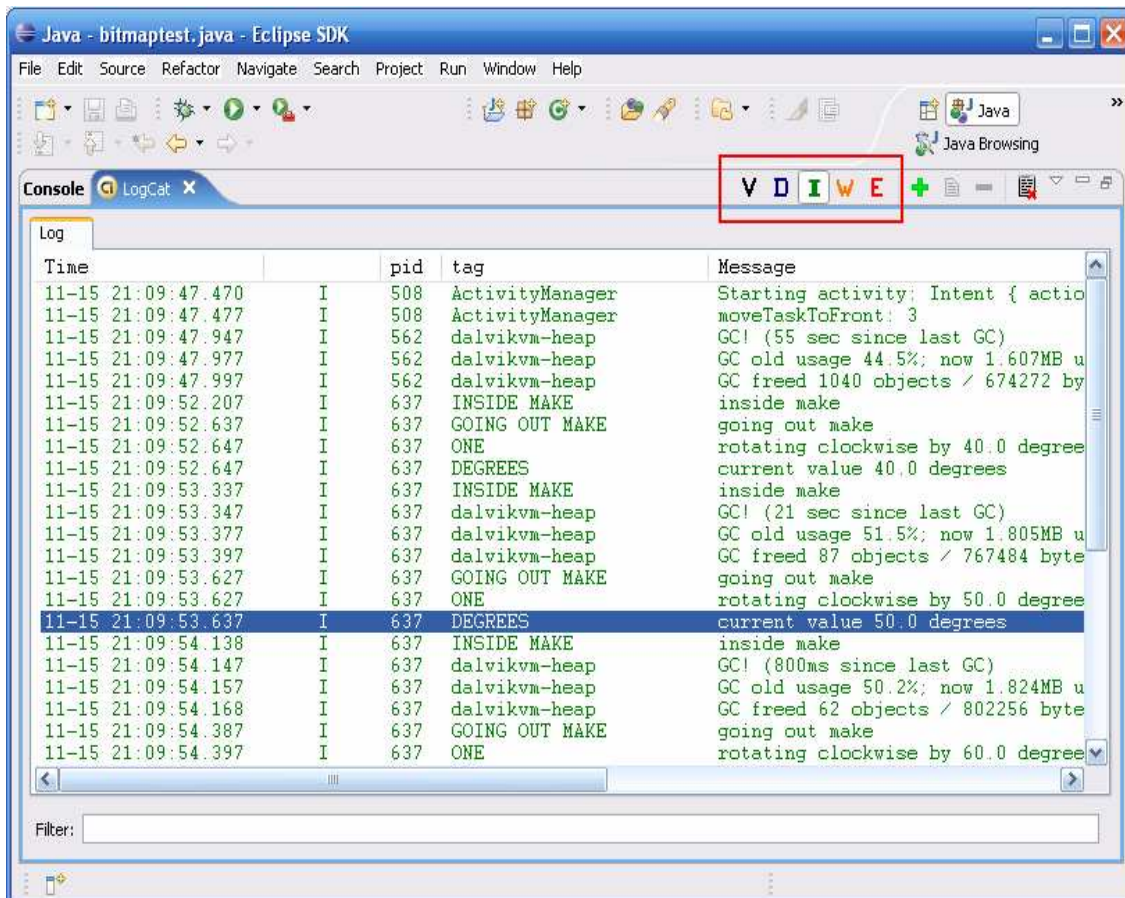 Java - bitmaptest.java - Eclipse SDK
File Edit Source Refactor Navigate Search Project Run Window Help
Java
Java Browsing
Console LogCat
V D I W E
Log
Time pid tag Message
11-15 21:09:47.470 I 508 ActivityManager Starting activity: Intent { actio
11-15 21:09:47.477 I 508 ActivityManager moveTaskToFront: 3
11-15 21:09:47.947 I 562 dalvikvm-heap GC! (55 sec since last GC)
11-15 21:09:47.977 I 562 dalvikvm-heap GC old usage 44.5%; now 1.607MB u
11-15 21:09:47.997 I 562 dalvikvm-heap GC freed 1040 objects / 674272 by
11-15 21:09:52.207 I 637 INSIDE MAKE inside make
11-15 21:09:52.637 I 637 GOING OUT MAKE going out make
11-15 21:09:52.647 I 637 ONE rotating clockwise by 40.0 degree
11-15 21:09:52.647 I 637 DEGREES current value 40.0 degrees
11-15 21:09:53.337 I 637 INSIDE MAKE inside make
11-15 21:09:53.347 I 637 dalvikvm-heap GC! (21 sec since last GC)
11-15 21:09:53.377 I 637 dalvikvm-heap GC old usage 51.5%; now 1.805MB u
11-15 21:09:53.397 I 637 dalvikvm-heap GC freed 87 objects / 767484 byte
11-15 21:09:53.627 I 637 GOING OUT MAKE going out make
11-15 21:09:53.627 I 637 ONE rotating clockwise by 50.0 degree
11-15 21:09:53.637 I 637 DEGREES current value 50.0 degrees
11-15 21:09:54.138 I 637 INSIDE MAKE inside make
11-15 21:09:54.147 I 637 dalvikvm-heap GC! (800ms since last GC)
11-15 21:09:54.157 I 637 dalvikvm-heap GC old usage 50.2%; now 1.824MB u
11-15 21:09:54.168 I 637 dalvikvm-heap GC freed 62 objects / 802256 byte
11-15 21:09:54.387 I 637 GOING OUT MAKE going out make
11-15 21:09:54.397 I 637 ONE rotating clockwise by 60.0 degree
Filter: